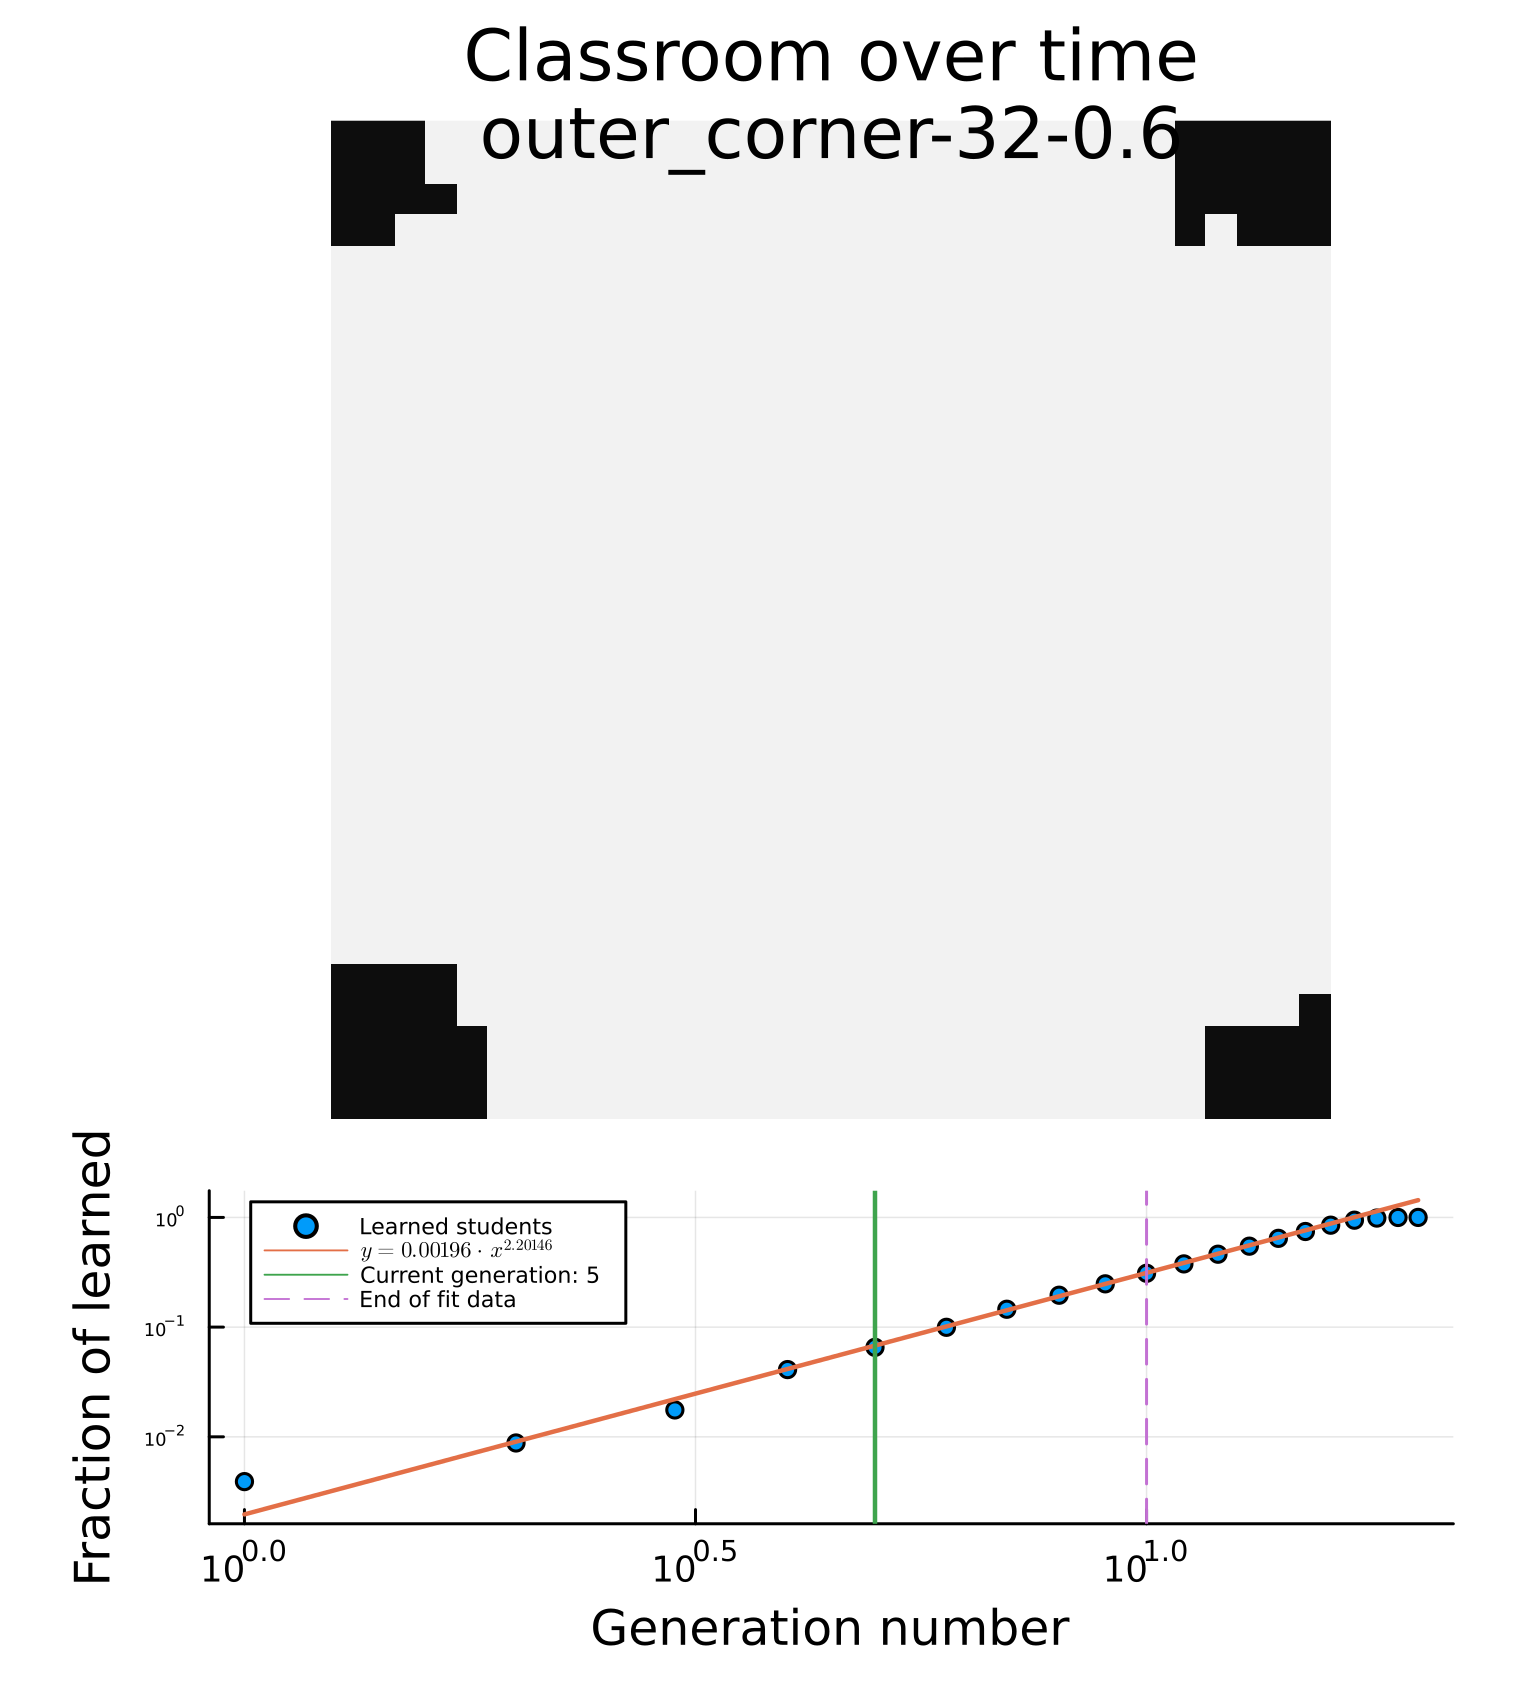 Classroom over time
outer_corner-32-0.6
Fraction of learned
10^0
10^−1
10^−2
Learned students
y = 0.00196 · x^2.20146
Current generation: 5
End of fit data
10^0.0
10^0.5
10^1.0
Generation number